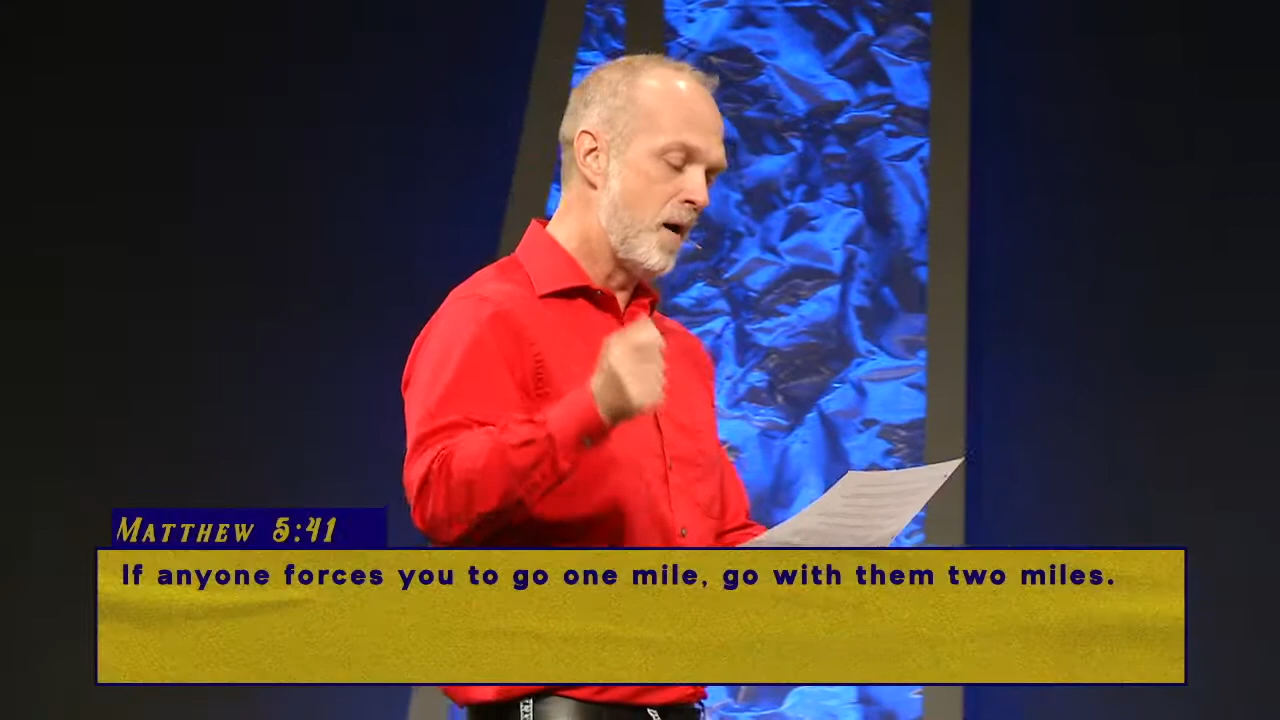 Matthew 5:41
If anyone forces you to go one mile, go with them two miles.